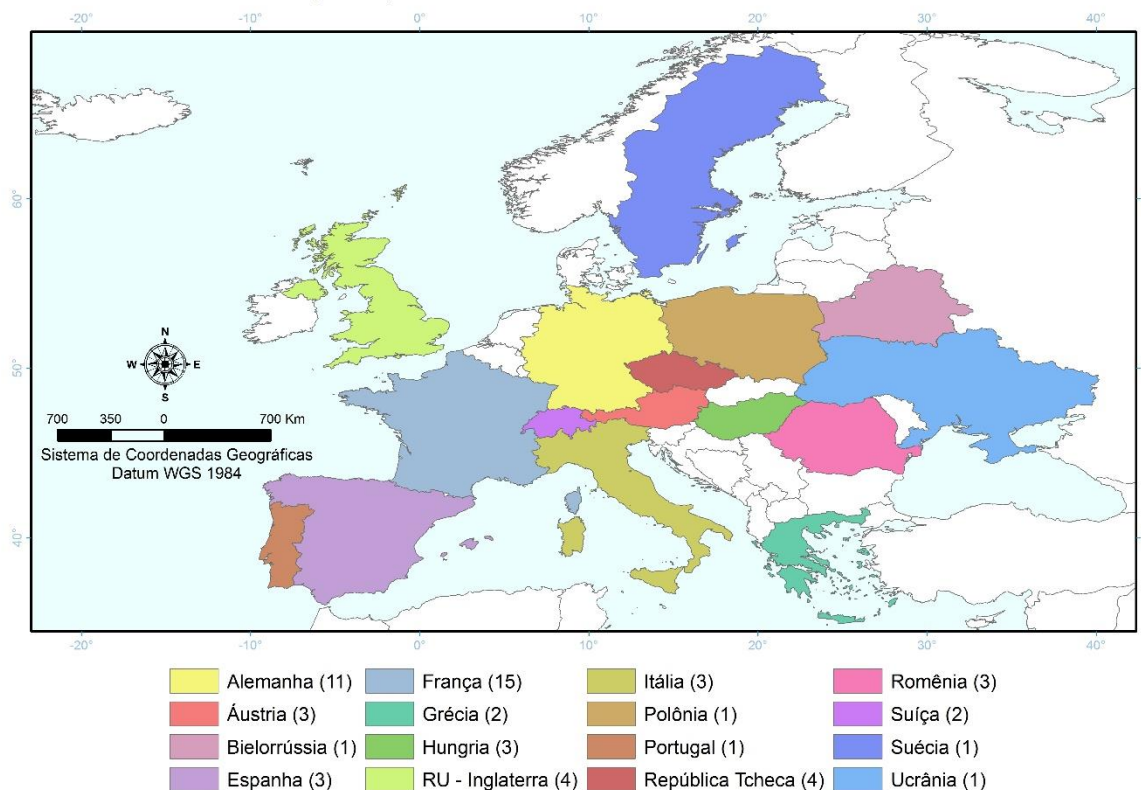 -20° -10° 0° 10° 20° 30° 40°
60°
50°
40°
N
W E
S
700 350 0 700 Km
Sistema de Coordenadas Geográficas
Datum WGS 1984
-20° -10° 0° 10° 20° 30° 40°
Alemanha (11) França (15) Itália (3) Romênia (3)
Áustria (3) Grécia (2) Polônia (1) Suíça (2)
Bielorrússia (1) Hungria (3) Portugal (1) Suécia (1)
Espanha (3) RU - Inglaterra (4) República Tcheca (4) Ucrânia (1)